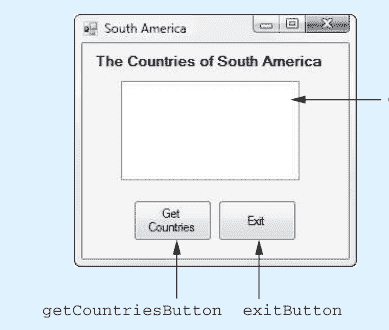 South America
The Countries of South America
Get
Countries
Exit
getCountriesButton exitButton